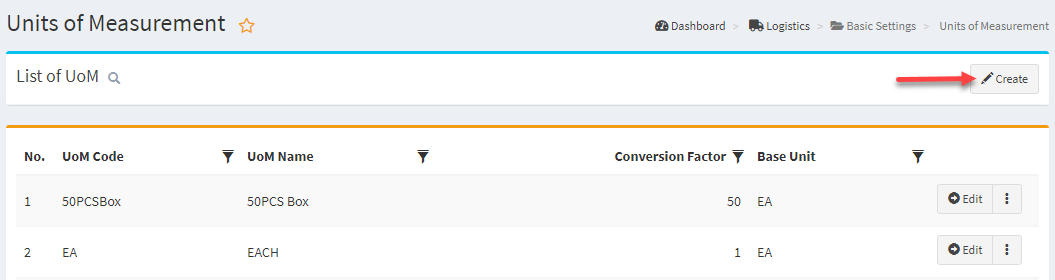 Units of Measurement
Dashboard > Logistics > Basic Settings > Units of Measurement
List of UoM
Create
No. UoM Code UoM Name Conversion Factor Base Unit
1 50PCSBox 50PCS Box 50 EA Edit
2 EA EACH 1 EA Edit